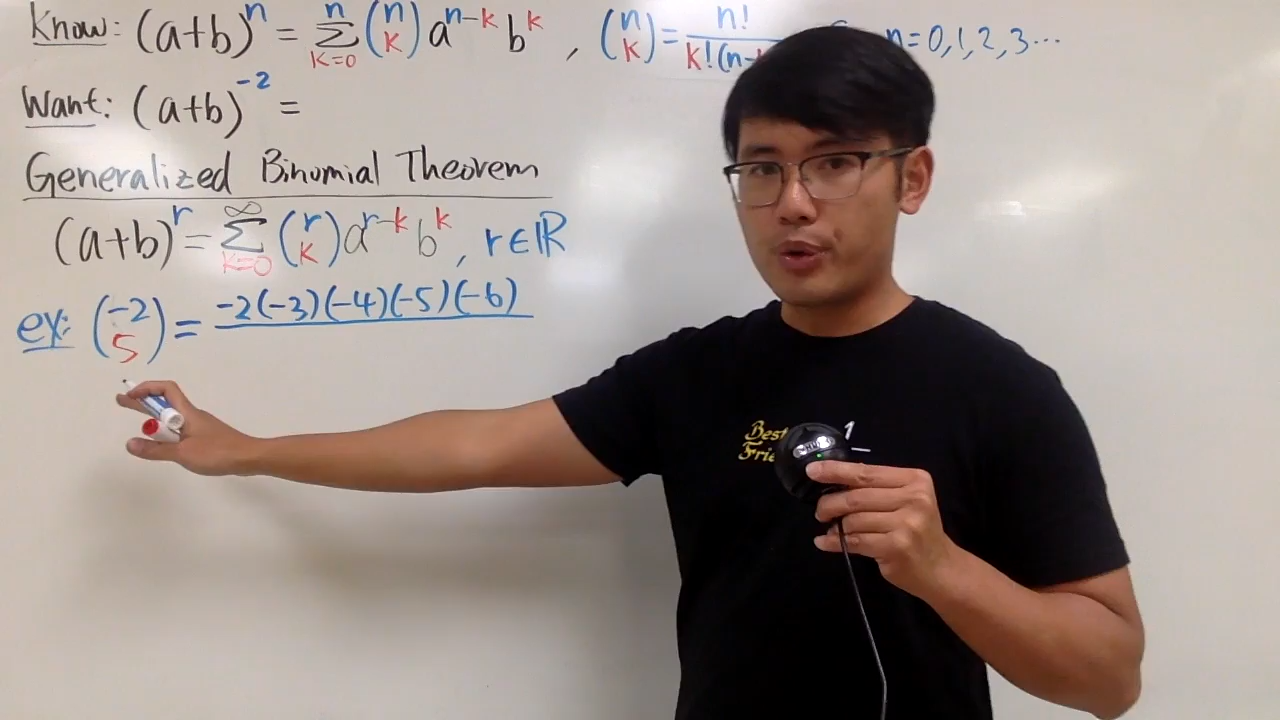 Know: (a+b)^n = Σ_{k=0}^{n} (n k) a^{n-k} b^k , (n k) = n! / k!(n- n=0,1,2,3...
Want: (a+b)^{-2} =
Generalized Binomial Theorem
(a+b)^r = Σ_{k=0}^{∞} (r k) a^{r-k} b^k , r∈ℝ
ex: (-2 5) = -2(-3)(-4)(-5)(-6)
Best